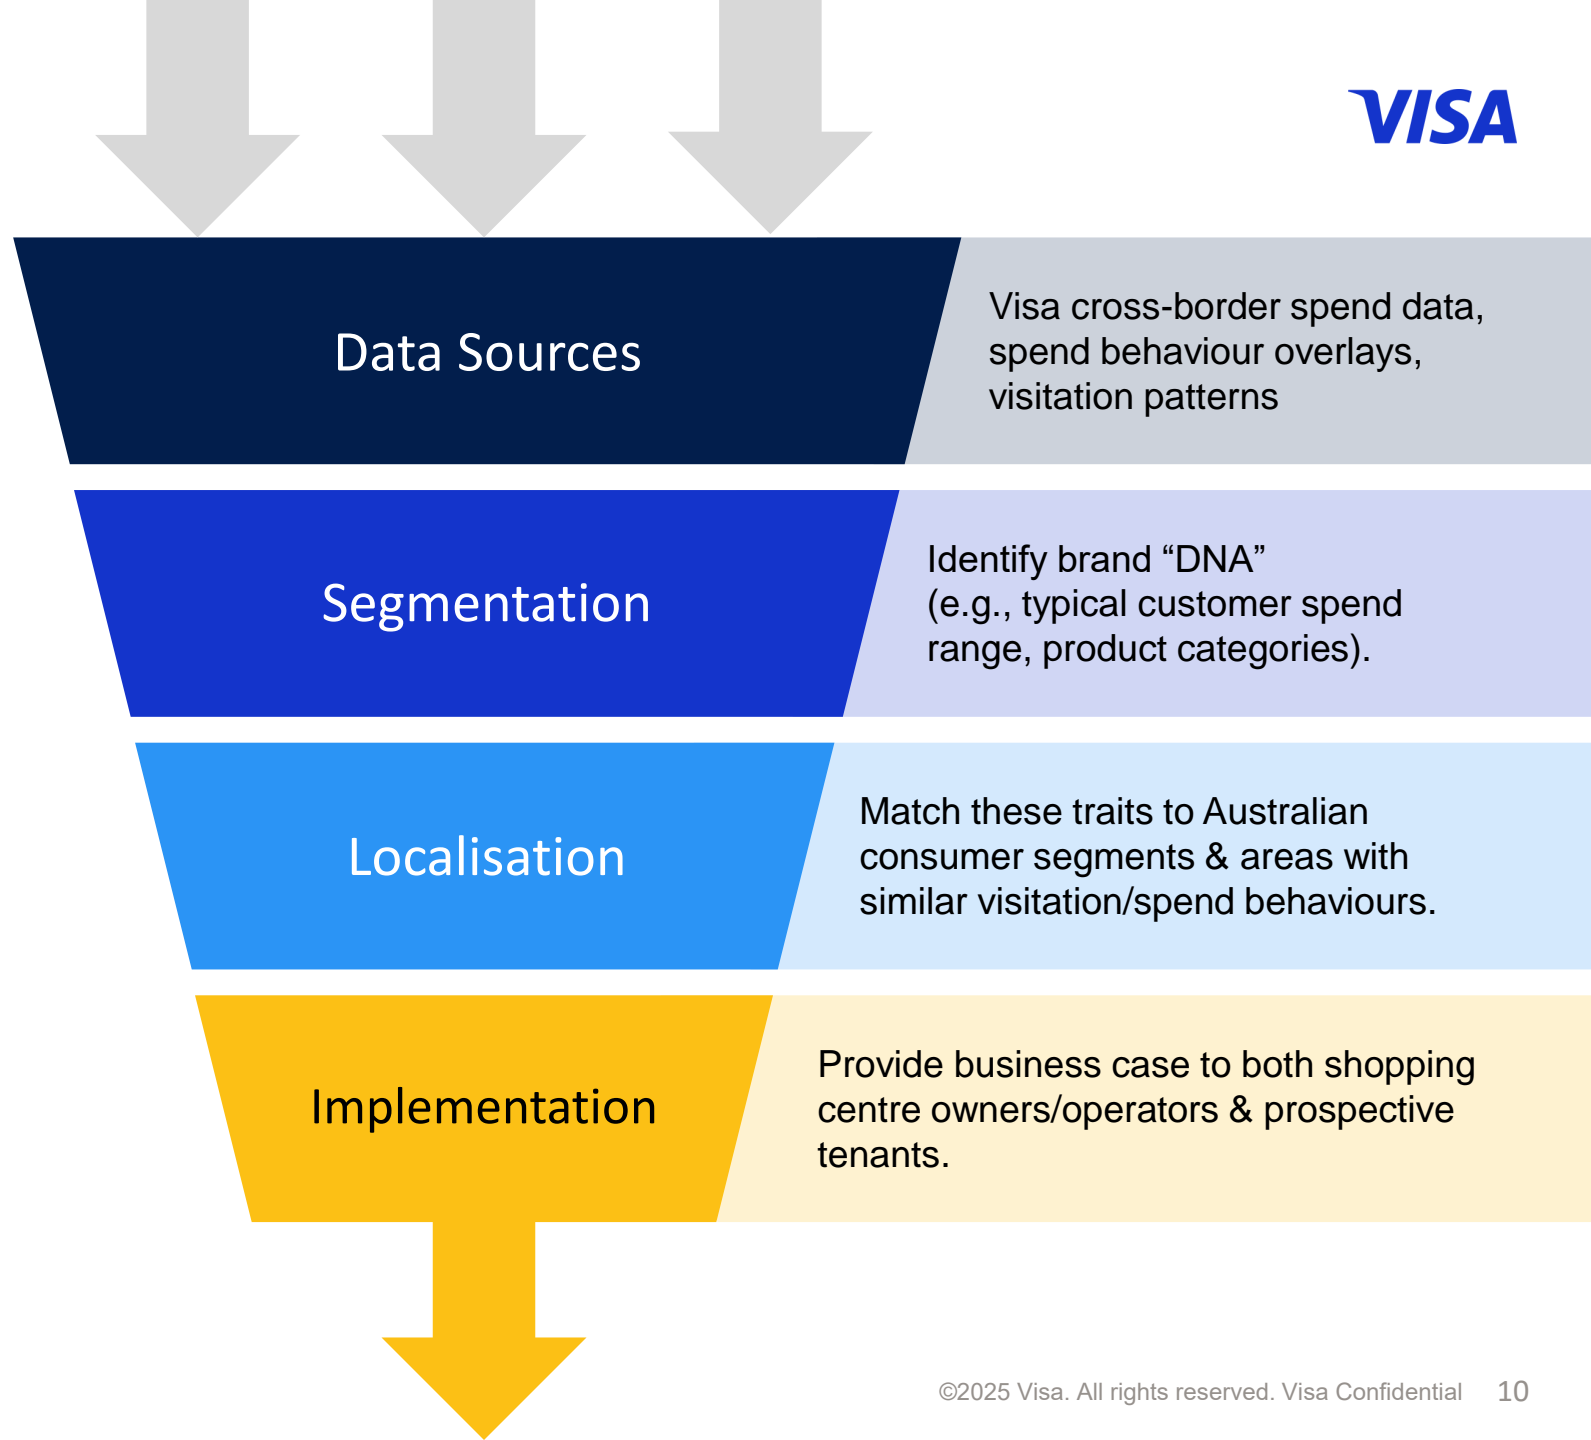 VISA
Data Sources
Visa cross-border spend data,
spend behaviour overlays,
visitation patterns
Segmentation
Identify brand “DNA”
(e.g., typical customer spend
range, product categories).
Localisation
Match these traits to Australian
consumer segments & areas with
similar visitation/spend behaviours.
Implementation
Provide business case to both shopping
centre owners/operators & prospective
tenants.
©2025 Visa. All rights reserved. Visa Confidential 10